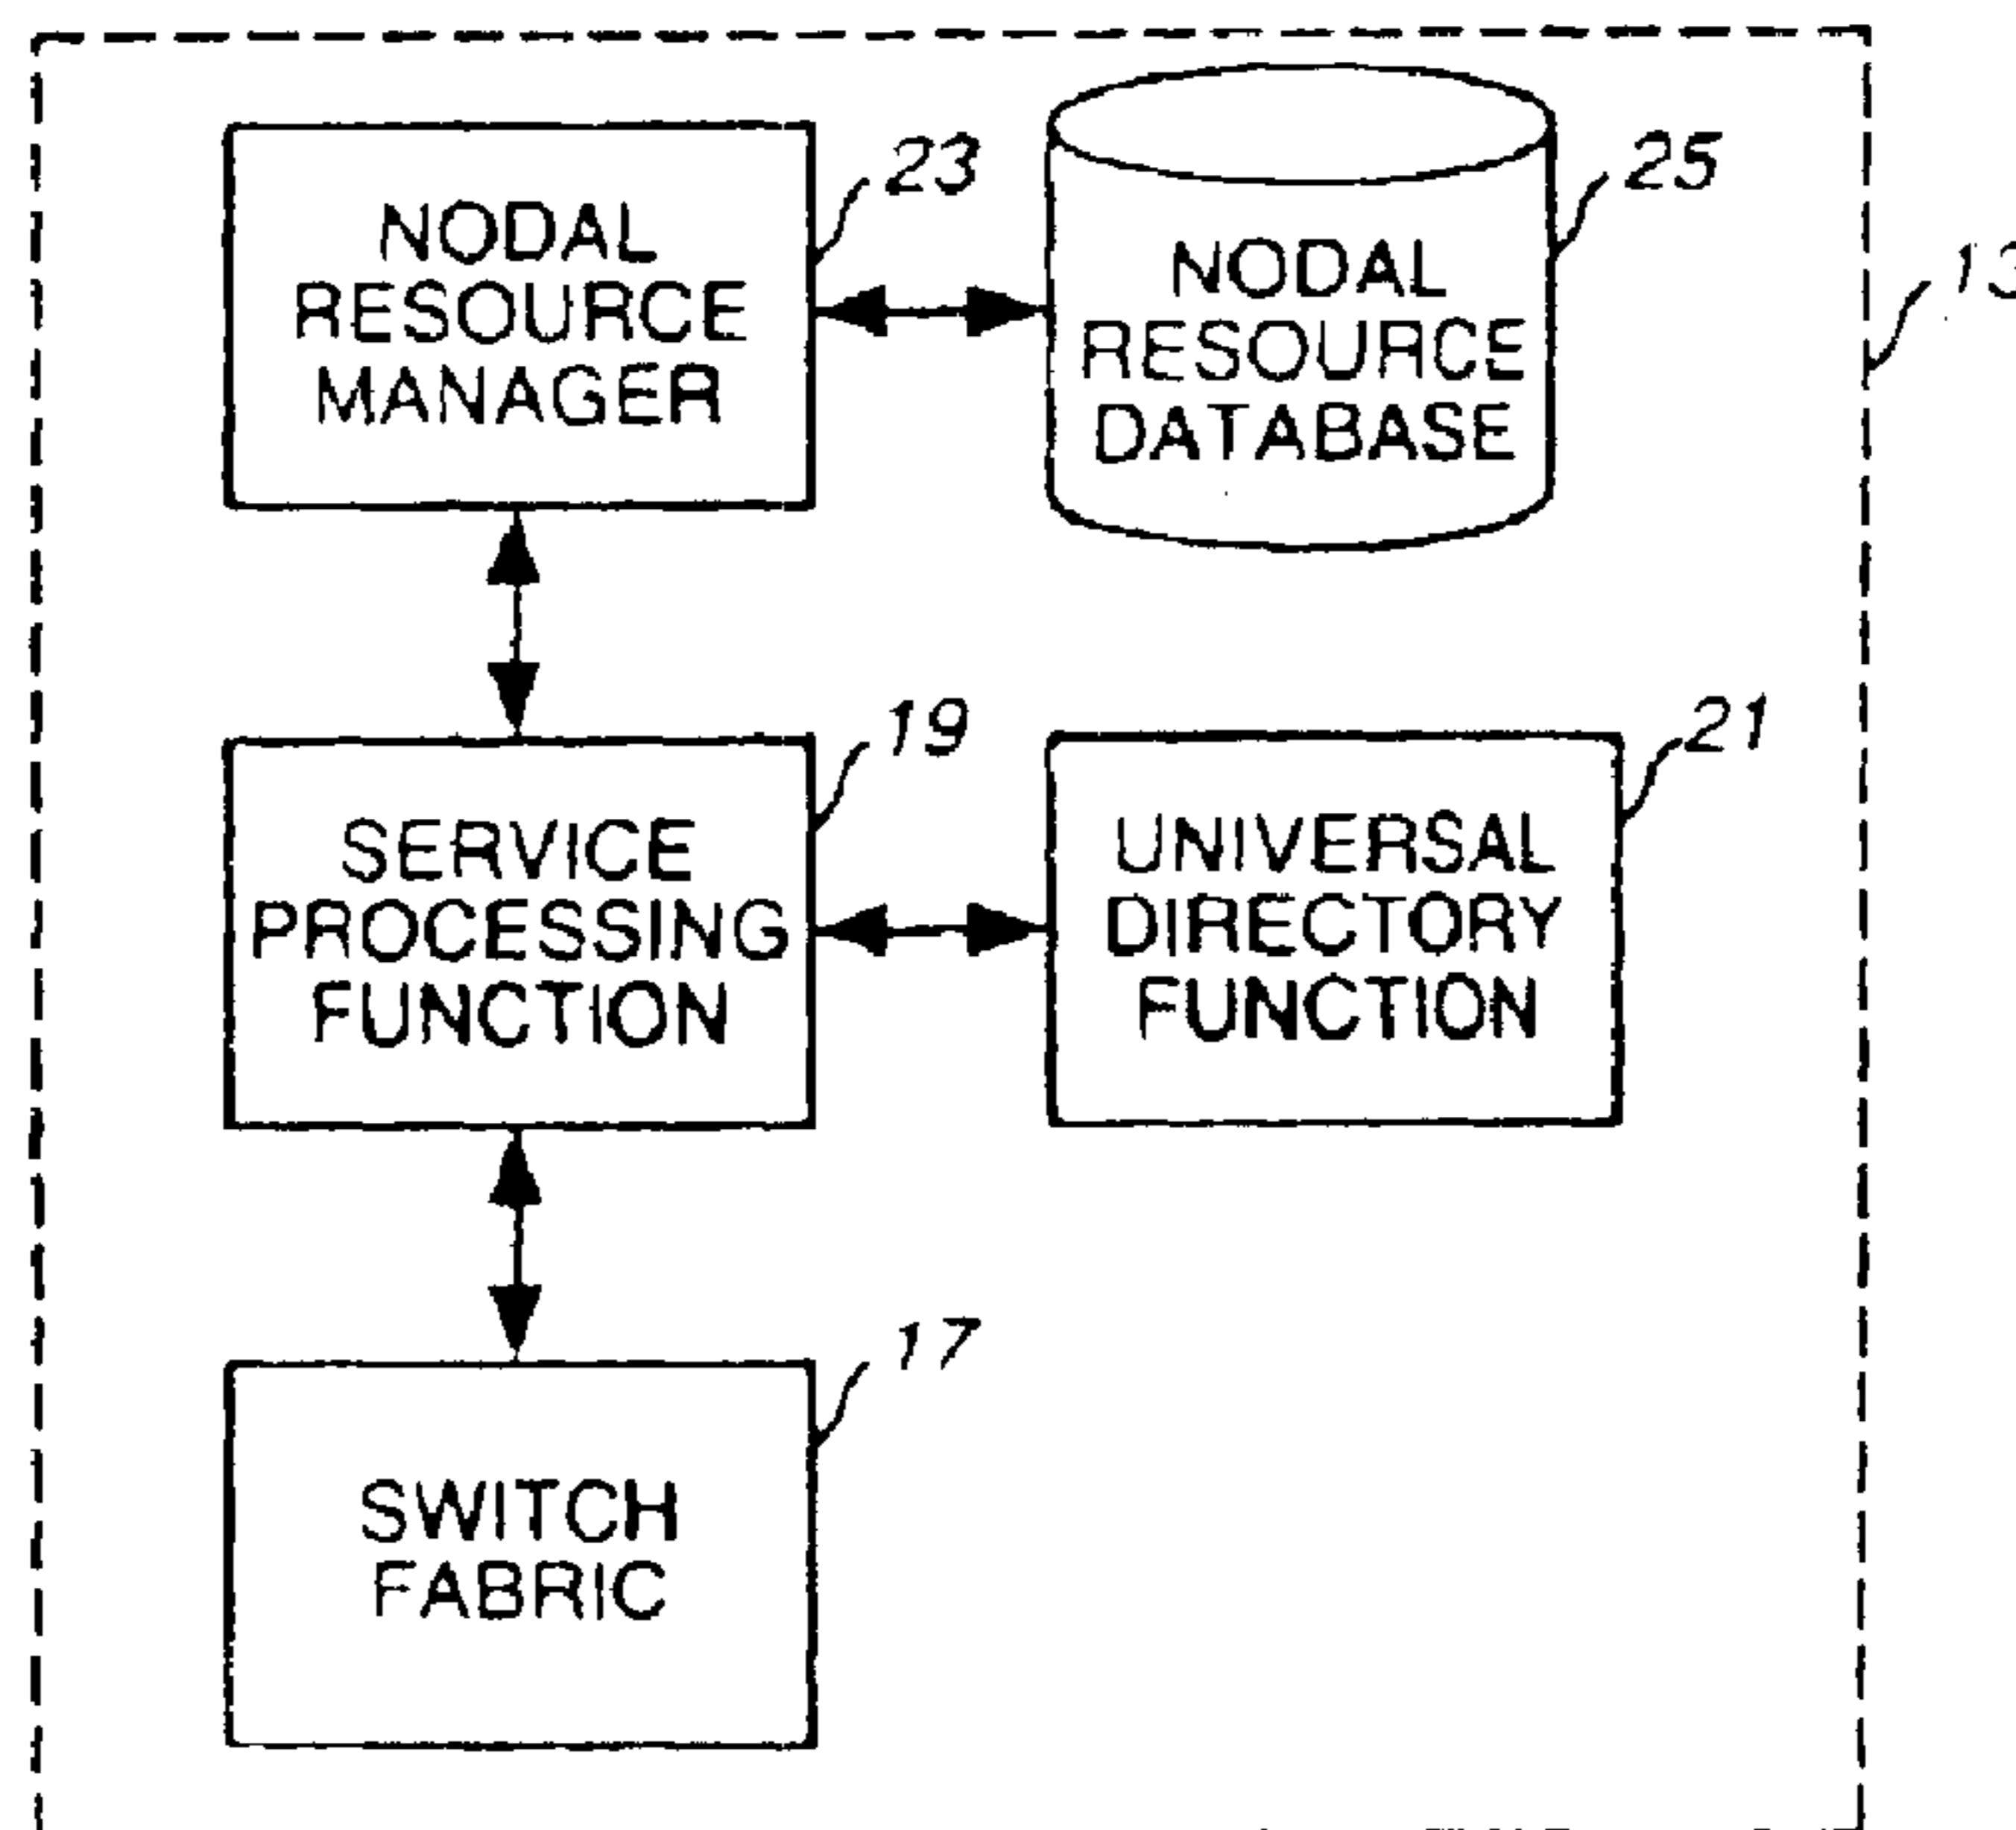 23
NODAL
RESOURCE
MANAGER
25
NODAL
RESOURCE
DATABASE
13
19
SERVICE
PROCESSING
FUNCTION
21
UNIVERSAL
DIRECTORY
FUNCTION
17
SWITCH
FABRIC